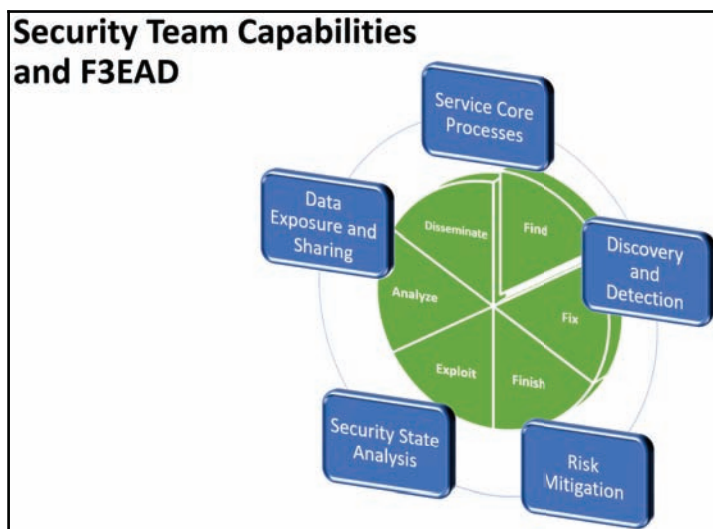 Security Team Capabilities
and F3EAD
Service Core
Processes
Data
Exposure and
Sharing
Disseminate
Find
Discovery
and
Detection
Analyze
Fix
Exploit
Finish
Security State
Analysis
Risk
Mitigation